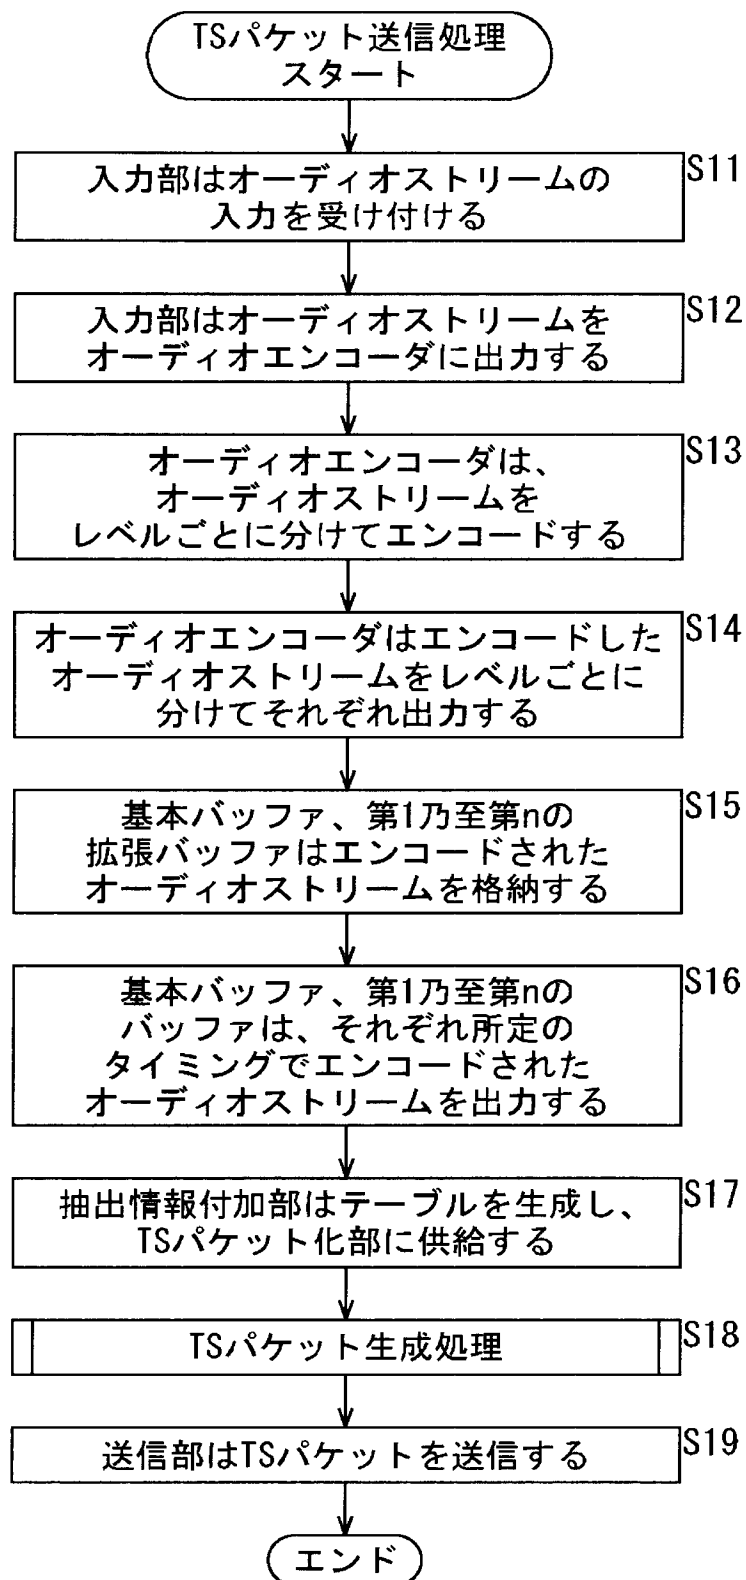 TSパケット送信処理
スタート
S11
入力部はオーディオストリームの
入力を受け付ける
S12
入力部はオーディオストリームを
オーディオエンコーダに出力する
S13
オーディオエンコーダは、
オーディオストリームを
レベルごとに分けてエンコードする
S14
オーディオエンコーダはエンコードした
オーディオストリームをレベルごとに
分けてそれぞれ出力する
S15
基本バッファ、第1乃至第nの
拡張バッファはエンコードされた
オーディオストリームを格納する
S16
基本バッファ、第1乃至第nの
バッファは、それぞれ所定の
タイミングでエンコードされた
オーディオストリームを出力する
S17
抽出情報付加部はテーブルを生成し、
TSパケット化部に供給する
S18
TSパケット生成処理
S19
送信部はTSパケットを送信する
エンド